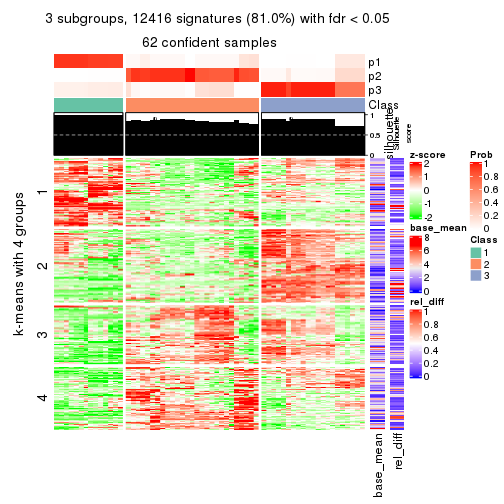 3 subgroups, 12416 signatures (81.0%) with fdr < 0.05
62 confident samples
p1
p2
p3
Class
silhouette
1
0.5
0
Silhouette
score
k-means with 4 groups
1
2
3
4
base_mean
rel_diff
z-score
2
1
0
-1
-2
base_mean
8
6
4
2
0
rel_diff
1
0.8
0.6
0.4
0.2
0
Prob
1
0.8
0.6
0.4
0.2
0
Class
1
2
3